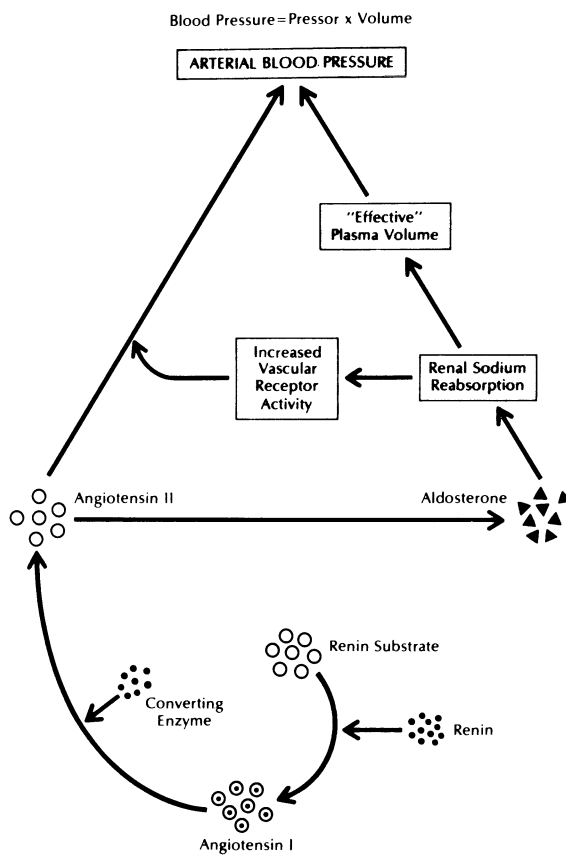 Blood Pressure = Pressor x Volume
ARTERIAL BLOOD PRESSURE
"Effective"
Plasma Volume
Increased
Vascular
Receptor
Activity
Renal Sodium
Reabsorption
Angiotensin II
Aldosterone
Renin Substrate
Converting
Enzyme
Renin
Angiotensin I